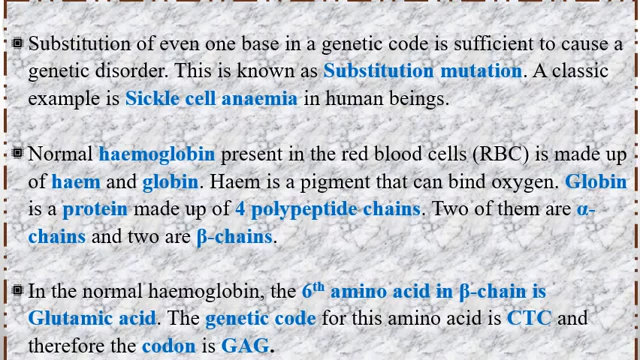 Substitution of even one base in a genetic code is sufficient to cause a
genetic disorder. This is known as Substitution mutation. A classic
example is Sickle cell anaemia in human beings.
Normal haemoglobin present in the red blood cells (RBC) is made up
of haem and globin. Haem is a pigment that can bind oxygen. Globin
is a protein made up of 4 polypeptide chains. Two of them are α-
chains and two are β-chains.
In the normal haemoglobin, the 6th amino acid in β-chain is
Glutamic acid. The genetic code for this amino acid is CTC and
therefore the codon is GAG.